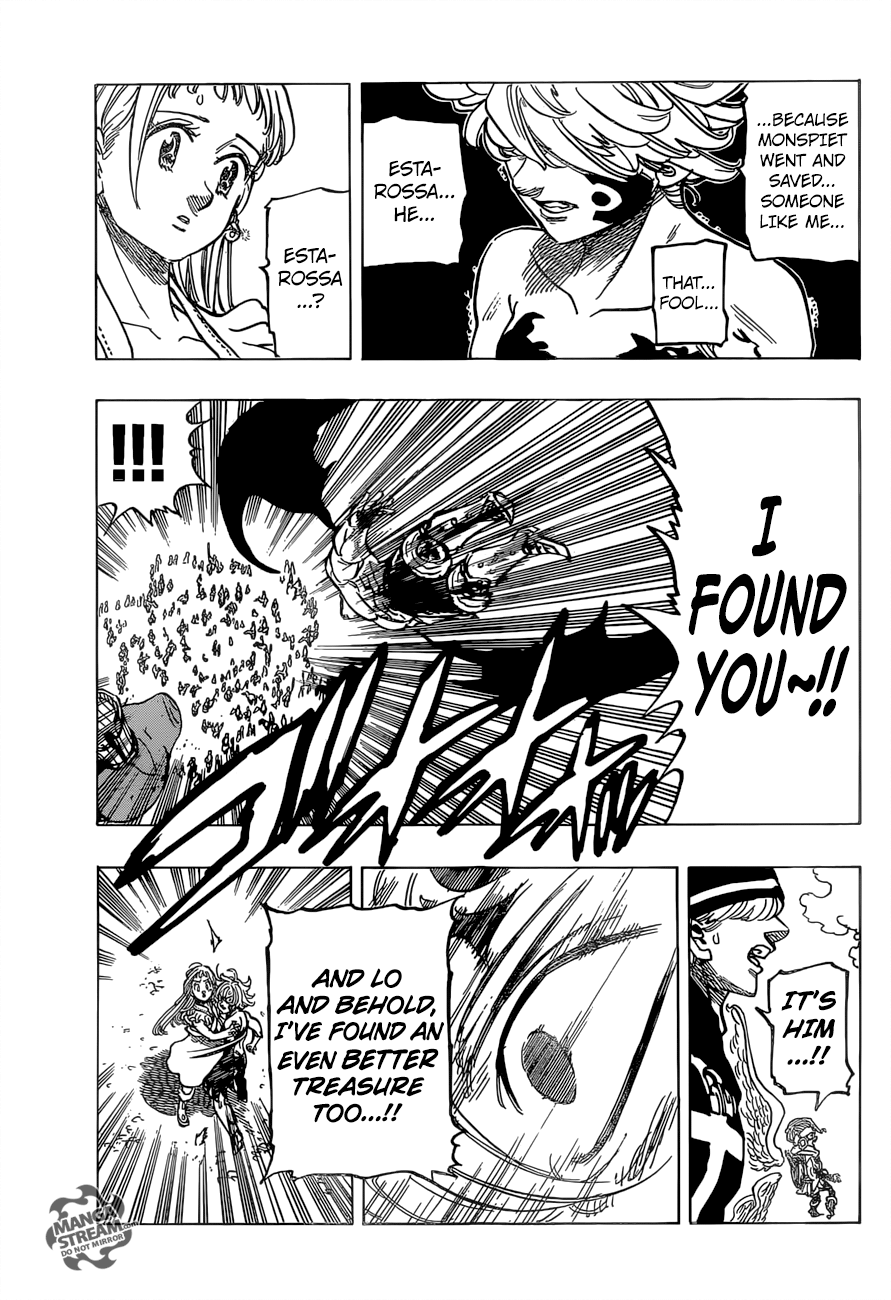 ...BECAUSE
MONSPIET
WENT AND
SAVED...
SOMEONE
LIKE ME...
THAT...
FOOL...
ESTA-
ROSSA...
HE...
ESTA-
ROSSA
...?
I
FOUND
YOU~!!
!!!
IT'S
HIM
...!!
AND LO
AND BEHOLD,
I'VE FOUND AN
EVEN BETTER
TREASURE
TOO...!!
MANGA
STREAM.com
DO NOT MIRROR